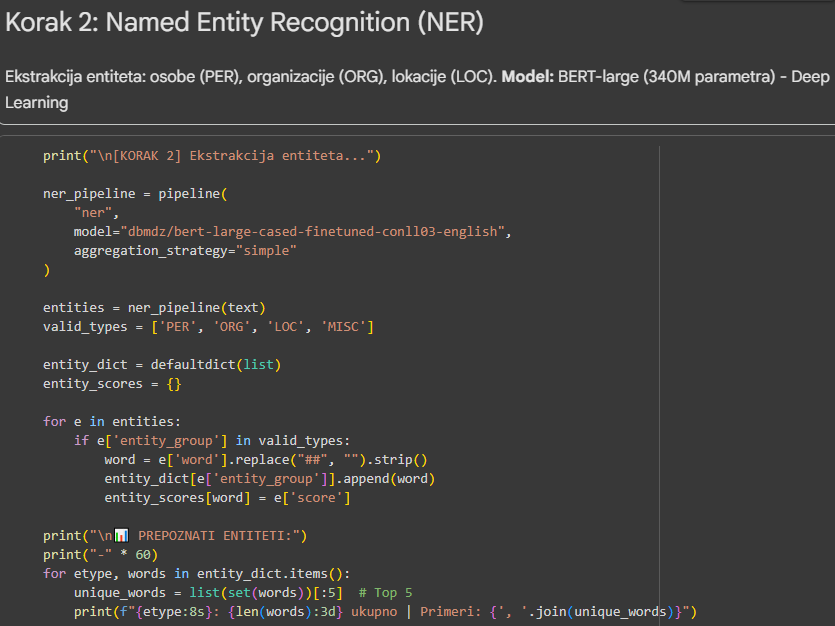 Korak 2: Named Entity Recognition (NER)
Ekstrakcija entiteta: osobe (PER), organizacije (ORG), lokacije (LOC). Model: BERT-large (340M parametra) - Deep
Learning
print("\n[KORAK 2] Ekstrakcija entiteta...")
ner_pipeline = pipeline(
    "ner",
    model="dbmdz/bert-large-cased-finetuned-conll03-english",
    aggregation_strategy="simple"
)
entities = ner_pipeline(text)
valid_types = ['PER', 'ORG', 'LOC', 'MISC']
entity_dict = defaultdict(list)
entity_scores = {}
for e in entities:
    if e['entity_group'] in valid_types:
        word = e['word'].replace("##", "").strip()
        entity_dict[e['entity_group']].append(word)
        entity_scores[word] = e['score']
print("\n📊 PREPOZNATI ENTITETI:")
print("-" * 60)
for etype, words in entity_dict.items():
    unique_words = list(set(words))[:5]  # Top 5
    print(f"{etype:8s}: {len(words):3d} ukupno | Primeri: {', '.join(unique_words)}")